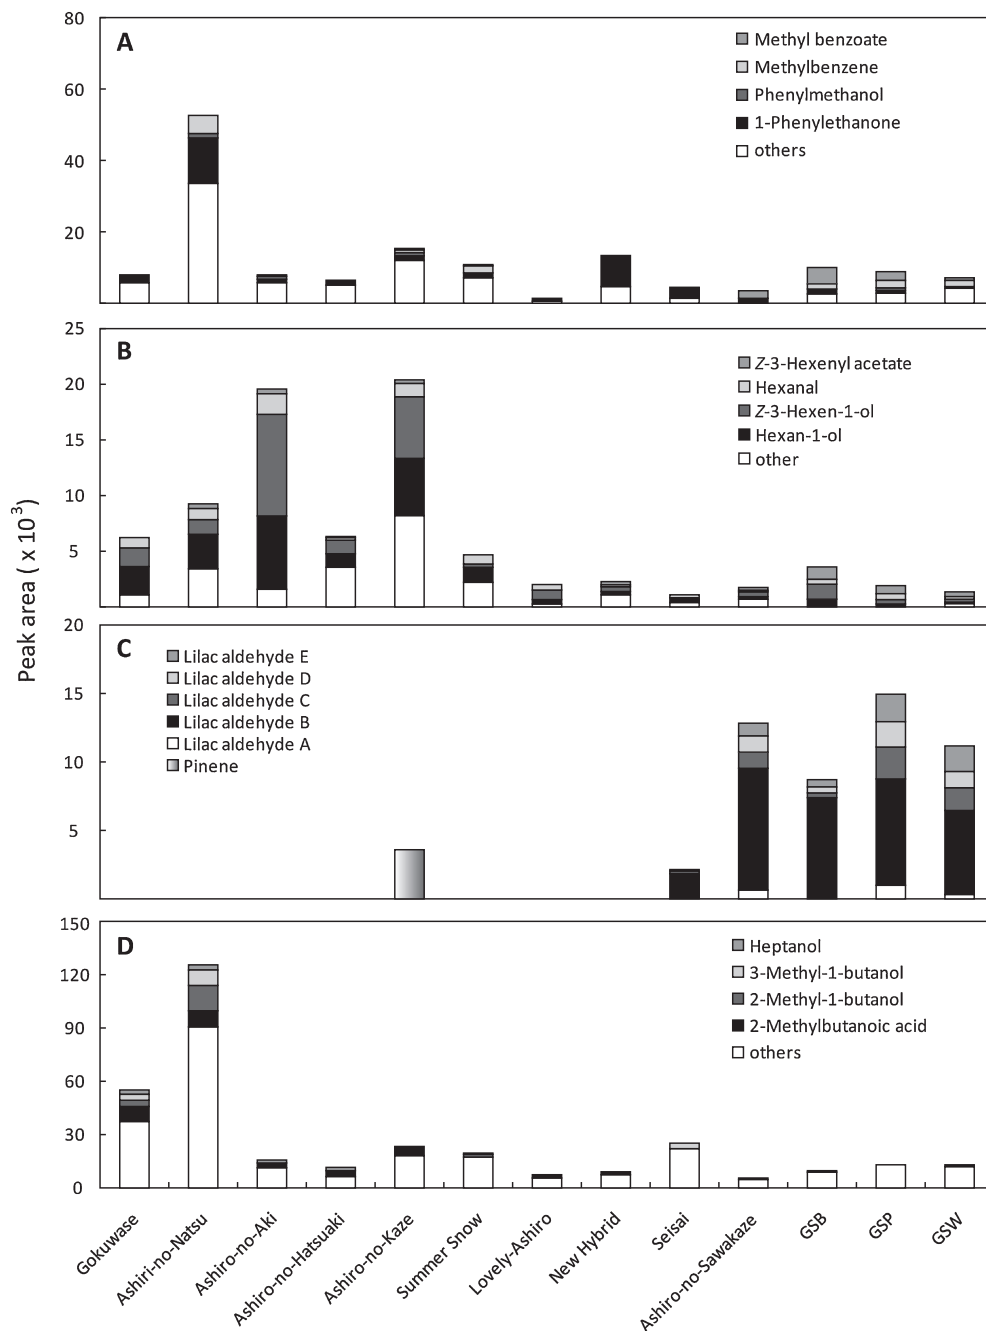 Peak area ( x 10³)
A
80
60
40
20
Methyl benzoate
Methylbenzene
Phenylmethanol
1-Phenylethanone
others
B
25
20
15
10
5
Z-3-Hexenyl acetate
Hexanal
Z-3-Hexen-1-ol
Hexan-1-ol
other
C
20
15
10
5
Lilac aldehyde E
Lilac aldehyde D
Lilac aldehyde C
Lilac aldehyde B
Lilac aldehyde A
Pinene
D
150
120
90
60
30
0
Heptanol
3-Methyl-1-butanol
2-Methyl-1-butanol
2-Methylbutanoic acid
others
Gokuwase
Ashiri-no-Natsu
Ashiro-no-Aki
Ashiro-no-Hatsuaki
Ashiro-no-Kaze
Summer Snow
Lovely-Ashiro
New Hybrid
Seisai
Ashiro-no-Sawakaze
GSB
GSP
GSW